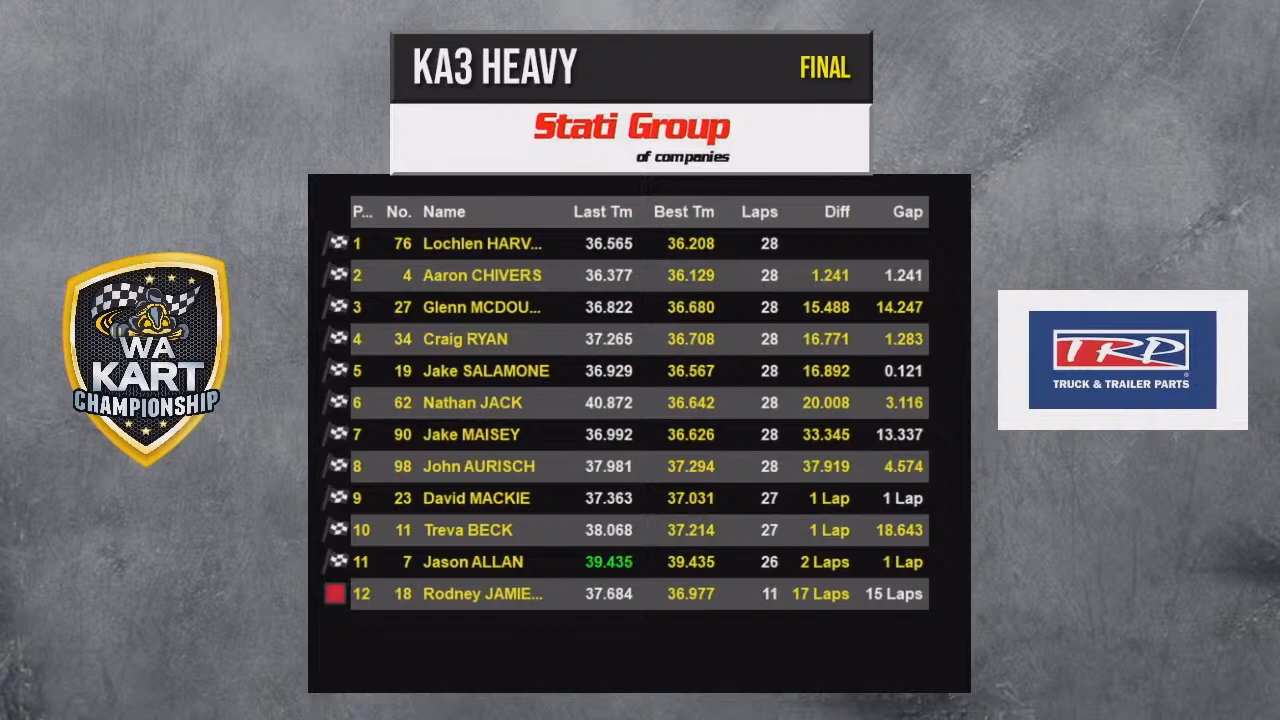 KA3 HEAVY FINAL
Stati Group
of companies
P... No. Name Last Tm Best Tm Laps Diff Gap
1 76 Lochlen HARV... 36.565 36.208 28
2 4 Aaron CHIVERS 36.377 36.129 28 1.241 1.241
3 27 Glenn MCDOU... 36.822 36.680 28 15.488 14.247
4 34 Craig RYAN 37.265 36.708 28 16.771 1.283
5 19 Jake SALAMONE 36.929 36.567 28 16.892 0.121
6 62 Nathan JACK 40.872 36.642 28 20.008 3.116
7 90 Jake MAISEY 36.992 36.626 28 33.345 13.337
8 98 John AURISCH 37.981 37.294 28 37.919 4.574
9 23 David MACKIE 37.363 37.031 27 1 Lap 1 Lap
10 11 Treva BECK 38.068 37.214 27 1 Lap 18.643
11 7 Jason ALLAN 39.435 39.435 26 2 Laps 1 Lap
12 18 Rodney JAMIE... 37.684 36.977 11 17 Laps 15 Laps
WA
KART
CHAMPIONSHIP
TRP
TRUCK & TRAILER PARTS